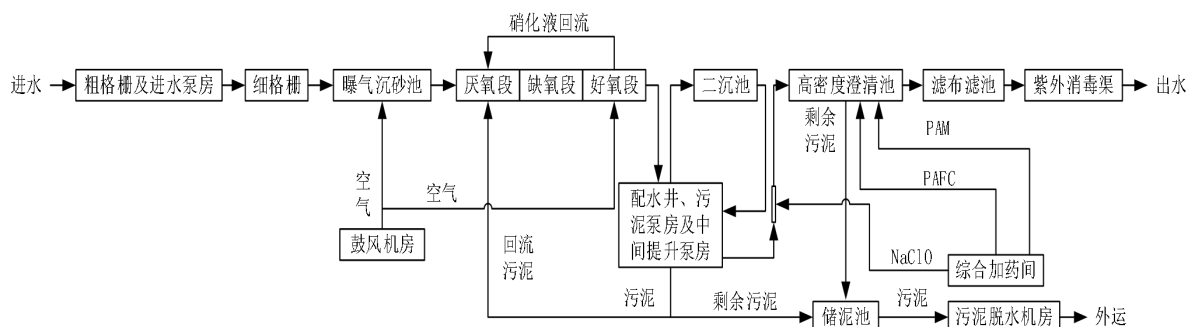 硝化液回流
进水
粗格栅及进水泵房
细格栅
曝气沉砂池
厌氧段
缺氧段
好氧段
二沉池
高密度澄清池
滤布滤池
紫外消毒渠
出水
剩余
污泥
PAM
PAFC
空
气
空气
鼓风机房
配水井、污
泥泵房及中
间提升泵房
回流
污泥
NaClO
综合加药间
污泥
剩余污泥
储泥池
污泥
污泥脱水机房
外运